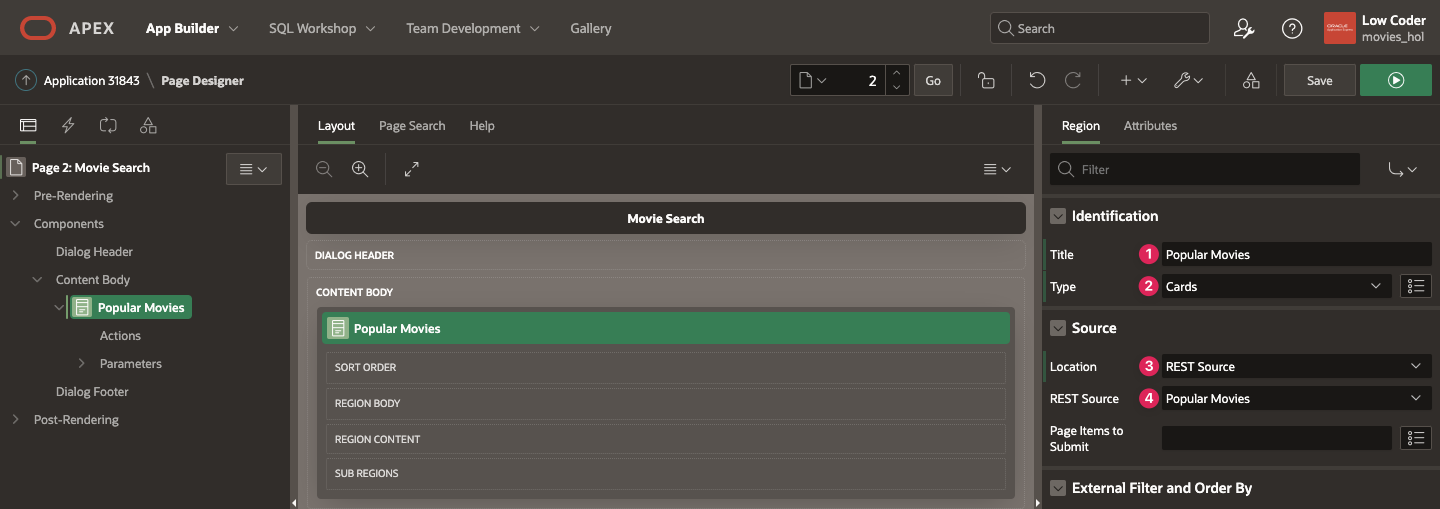 APEX App Builder SQL Workshop Team Development Gallery Search Low Coder
movies_hol
Application 31843 \ Page Designer 2 Go Save
Layout Page Search Help
Region Attributes
Page 2: Movie Search
Pre-Rendering
Components
Dialog Header
Content Body
Popular Movies
Actions
Parameters
Dialog Footer
Post-Rendering
Movie Search
DIALOG HEADER
CONTENT BODY
Popular Movies
SORT ORDER
REGION BODY
REGION CONTENT
SUB REGIONS
Filter
Identification
Title 1 Popular Movies
Type 2 Cards
Source
Location 3 REST Source
REST Source 4 Popular Movies
Page Items to
Submit
External Filter and Order By